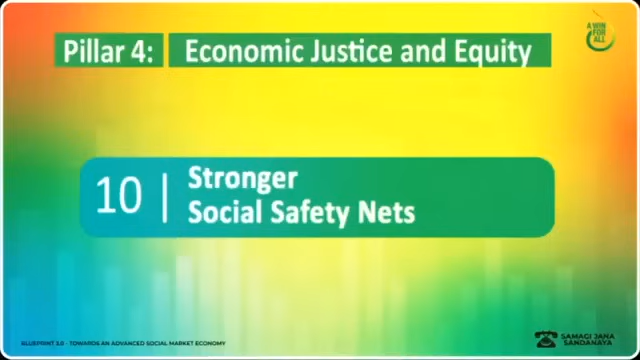 Pillar 4: Economic Justice and Equity
A WIN
FOR
ALL
10 Stronger
Social Safety Nets
BLUEPRINT 3.0 - TOWARDS AN ADVANCED SOCIAL MARKET ECONOMY
SAMAGI JANA
SANDANAYA